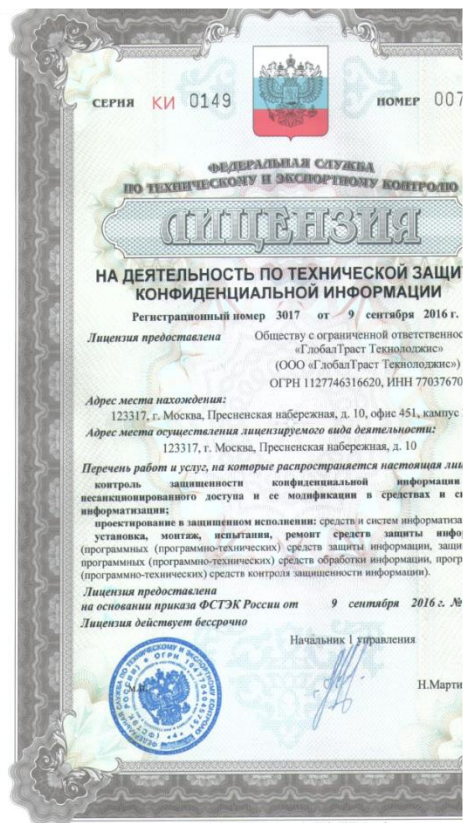 СЕРИЯ КИ 0149 НОМЕР 007
ФЕДЕРАЛЬНАЯ СЛУЖБА
ПО ТЕХНИЧЕСКОМУ И ЭКСПОРТНОМУ КОНТРОЛЮ
ЛИЦЕНЗИЯ
НА ДЕЯТЕЛЬНОСТЬ ПО ТЕХНИЧЕСКОЙ ЗАЩИТ
КОНФИДЕНЦИАЛЬНОЙ ИНФОРМАЦИИ
Регистрационный номер 3017 от 9 сентября 2016 г.
Лицензия предоставлена Обществу с ограниченной ответственнос
«ГлобалТраст Текнолоджис»
(ООО «ГлобалТраст Текнолоджис»)
ОГРН 1127746316620, ИНН 77037670
Адрес места нахождения:
123317, г. Москва, Пресненская набережная, д. 10, офис 451, кампус
Адрес места осуществления лицензируемого вида деятельности:
123317, г. Москва, Пресненская набережная, д. 10
Перечень работ и услуг, на которые распространяется настоящая лиц
контроль защищенности конфиденциальной информации
несанкционированного доступа и ее модификации в средствах и си
информатизации;
проектирование в защищенном исполнении: средств и систем информатиза
установка, монтаж, испытания, ремонт средств защиты инфор
(программных (программно-технических) средств защиты информации, защи
программных (программно-технических) средств обработки информации, прогр
(программно-технических) средств контроля защищенности информации).
Лицензия предоставлена
на основании приказа ФСТЭК России от 9 сентября 2016 г. №
Лицензия действует бессрочно
Начальник 1 управления
М.П.
Н.Марти